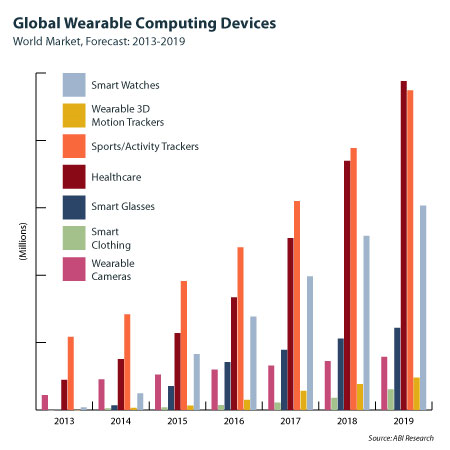 Global Wearable Computing Devices
World Market, Forecast: 2013-2019
Smart Watches
Wearable 3D
Motion Trackers
Sports/Activity Trackers
Healthcare
Smart Glasses
Smart
Clothing
Wearable
Cameras
(Millions)
2013 2014 2015 2016 2017 2018 2019
Source: ABI Research